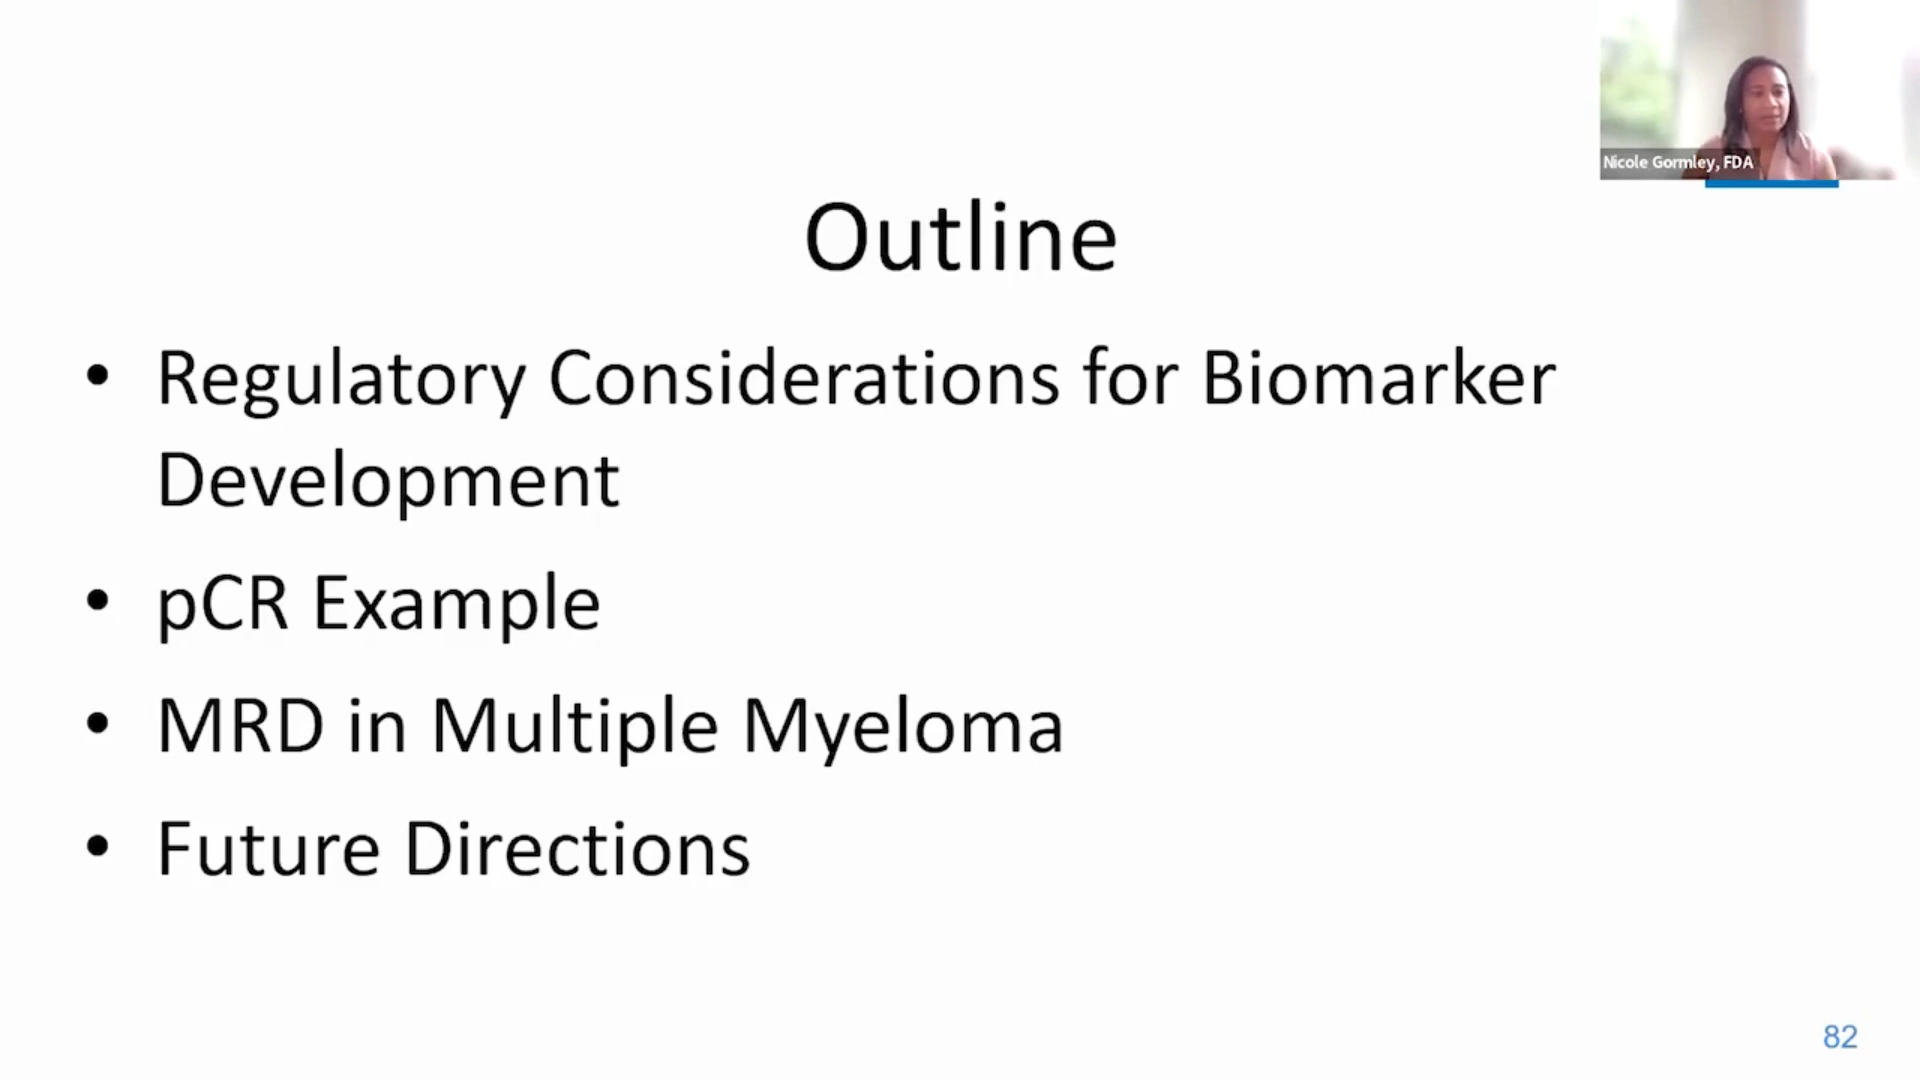 Nicole Gormley, FDA
Outline
• Regulatory Considerations for Biomarker
Development
• pCR Example
• MRD in Multiple Myeloma
• Future Directions
82